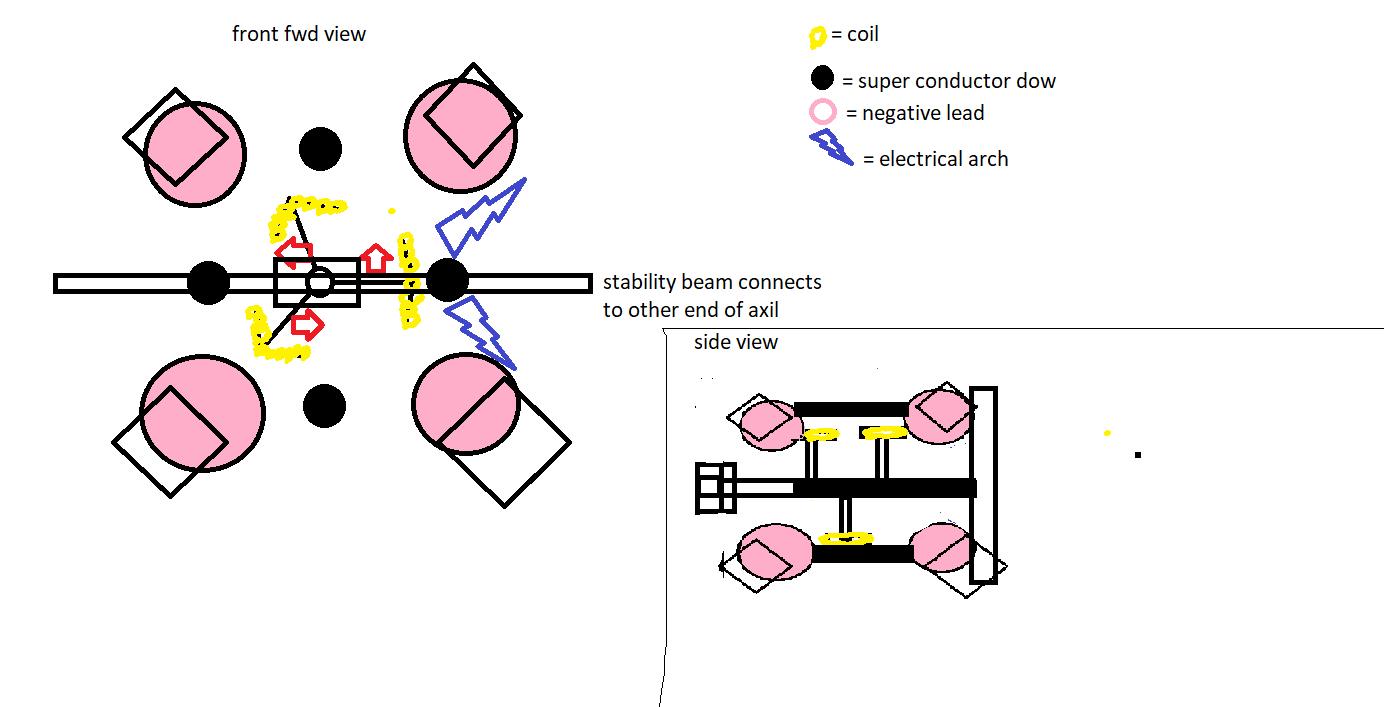 front fwd view
= coil
= super conductor dow
= negative lead
= electrical arch
stability beam connects
to other end of axil
side view